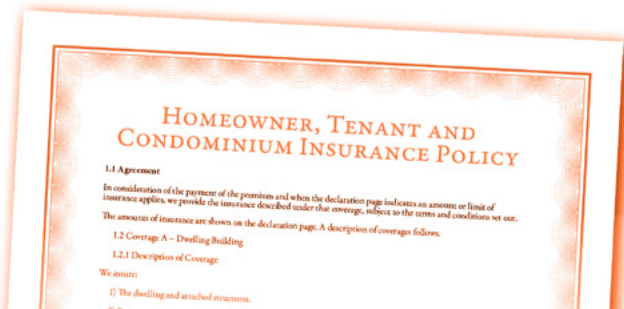 HOMEOWNER, TENANT AND
CONDOMINIUM INSURANCE POLICY
1.1 Agreement
In consideration of the payment of the premium and when the declaration page indicates an amount or limit of
insurance applies, we provide the insurance described under that coverage, subject to the terms and conditions set out.
The amounts of insurance are shown on the declaration page. A description of coverages follows.
1.2 Coverage A – Dwelling Building
1.2.1 Description of Coverage
We insure:
1) The dwelling and attached structures.